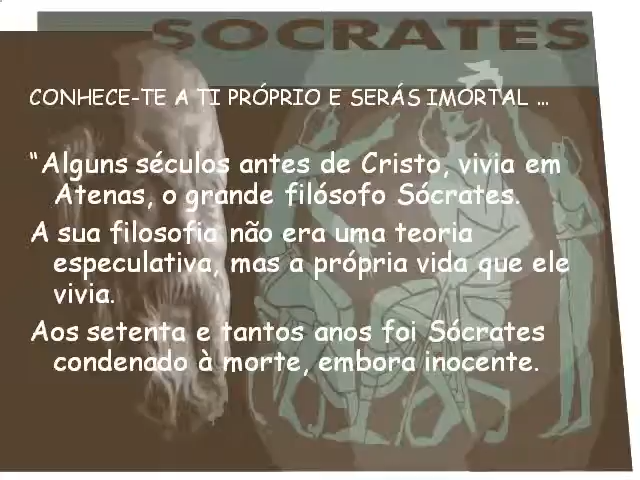 SOCRATES
CONHECE-TE A TI PRÓPRIO E SERÁS IMORTAL ...
“Alguns séculos antes de Cristo, vivia em
Atenas, o grande filósofo Sócrates.
A sua filosofia não era uma teoria
especulativa, mas a própria vida que ele
vivia.
Aos setenta e tantos anos foi Sócrates
condenado à morte, embora inocente.